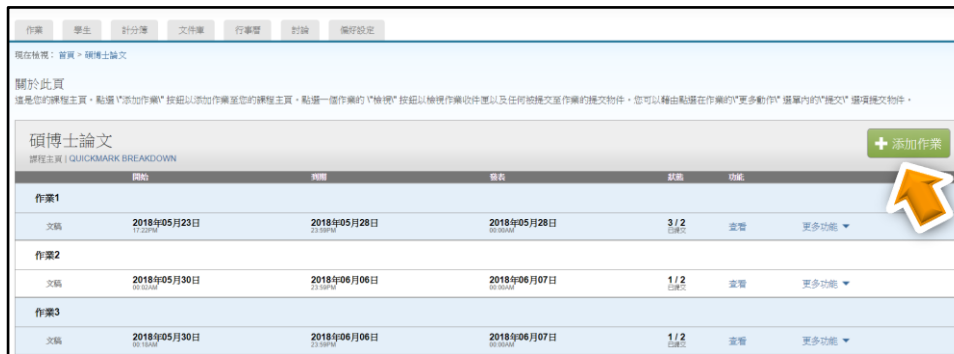 作業 學生 計分簿 文件庫 行事曆 討論 偏好設定
現在檢視: 首頁 > 碩博士論文
關於此頁
這是您的課程主頁。點選 \"添加作業\" 按鈕以添加作業至您的課程主頁。點選一個作業的 \"檢視\" 按鈕以檢視作業收件匣以及任何被提交至作業的提交物件。您可以藉由點選在作業的\"更多動作\" 選單內的\"提交\" 選項提交物件。
碩博士論文
課程主頁 | QUICKMARK BREAKDOWN
+ 添加作業
開始 到期 發表 狀態 功能
作業1
文稿 2018年05月23日 2018年05月28日 2018年05月28日 3 / 2 查看 更多功能
17:22PM 23:59PM 00:00AM 已提交
作業2
文稿 2018年05月30日 2018年06月06日 2018年06月07日 1 / 2 查看 更多功能
00:02AM 23:59PM 00:00AM 已提交
作業3
文稿 2018年05月30日 2018年06月06日 2018年06月07日 1 / 2 查看 更多功能
00:18AM 23:59PM 00:00AM 已提交